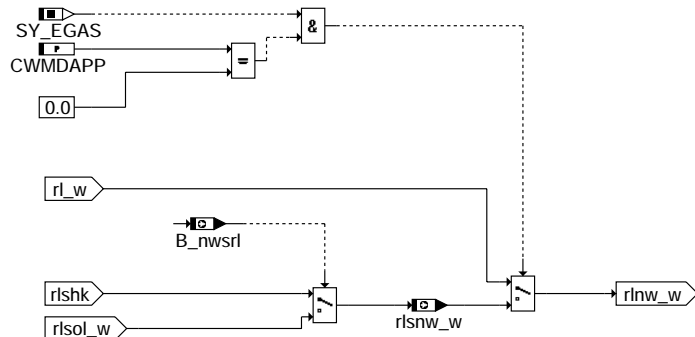 SY_EGAS
&
P
CWMDAPP
=
0.0
rl_w
B_nwsrl
rlshk
rlsnw_w
rlnw_w
rlsol_w